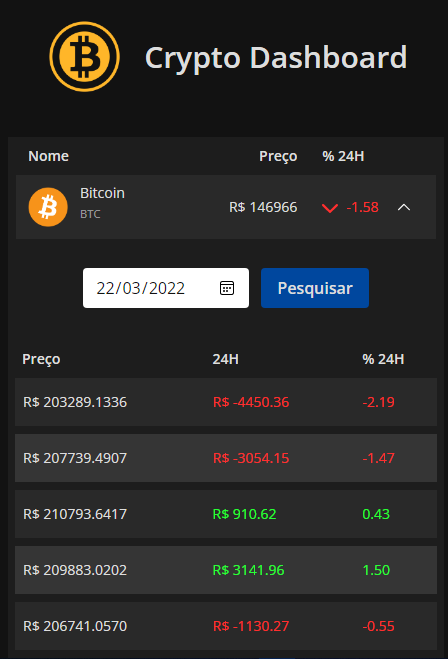 Crypto Dashboard
Nome Preço % 24H
Bitcoin
BTC
R$ 146966 -1.58
22/03/2022 Pesquisar
Preço 24H % 24H
R$ 203289.1336 R$ -4450.36 -2.19
R$ 207739.4907 R$ -3054.15 -1.47
R$ 210793.6417 R$ 910.62 0.43
R$ 209883.0202 R$ 3141.96 1.50
R$ 206741.0570 R$ -1130.27 -0.55